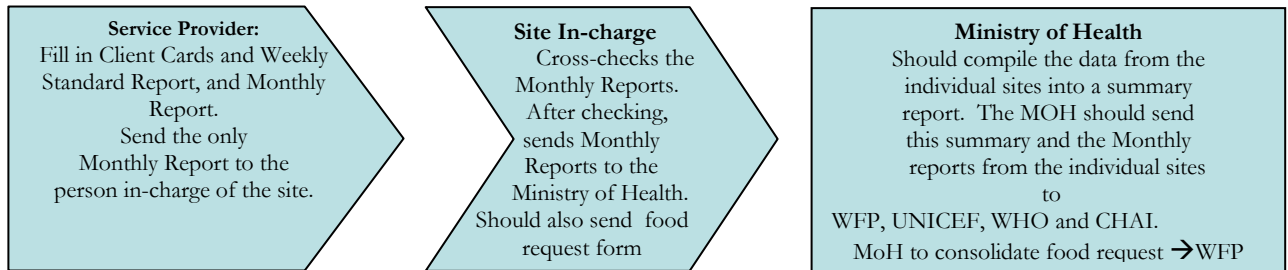 Service Provider:
Fill in Client Cards and Weekly
Standard Report, and Monthly
Report.
Send the only
Monthly Report to the
person in-charge of the site.
Site In-charge
Cross-checks the
Monthly Reports.
After checking,
sends Monthly
Reports to the
Ministry of Health.
Should also send food
request form
Ministry of Health
Should compile the data from the
individual sites into a summary
report. The MOH should send
this summary and the Monthly
reports from the individual sites
to
WFP, UNICEF, WHO and CHAI.
MoH to consolidate food request →WFP